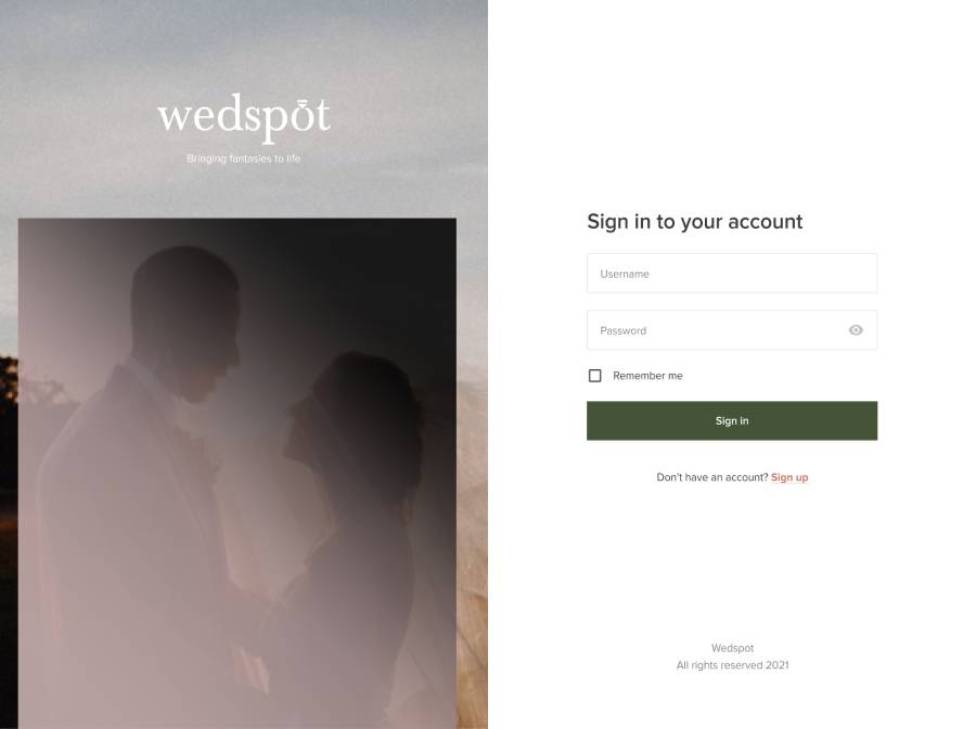 wedspot
Bringing fantasies to life
Sign in to your account
Username
Password
Remember me
Sign in
Don't have an account? Sign up
Wedspot
All rights reserved 2021